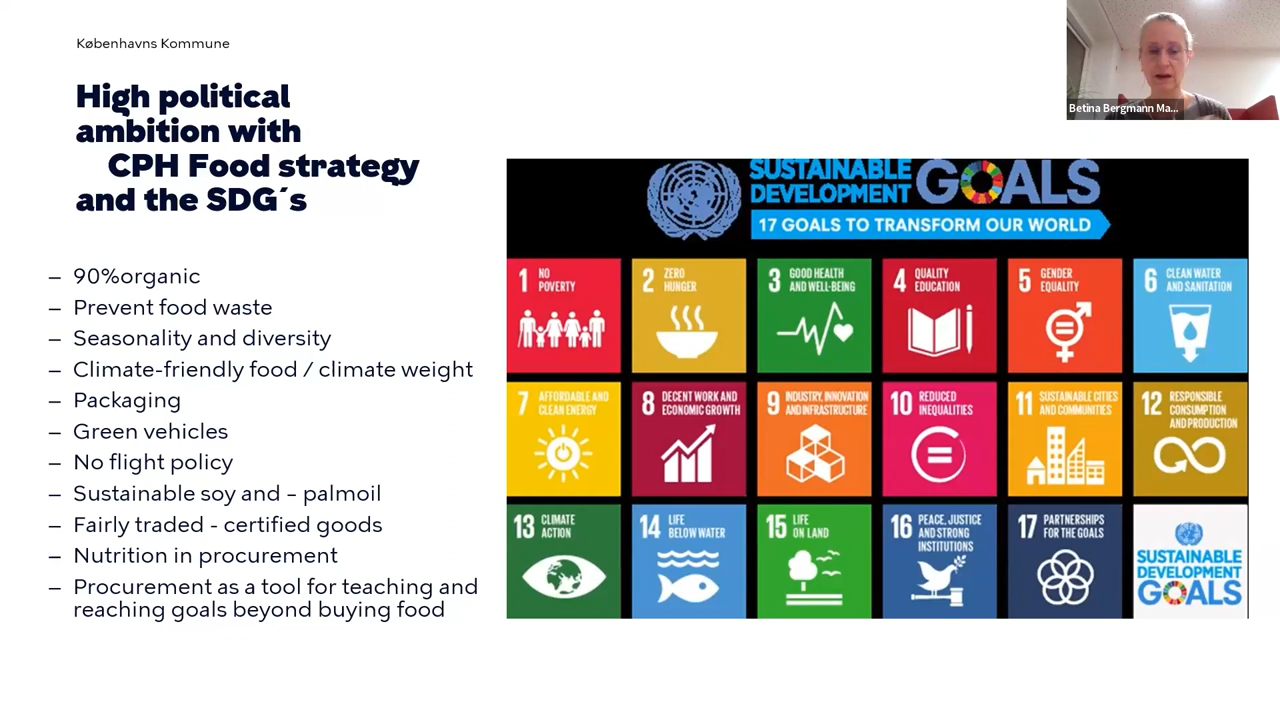 Københavns Kommune
High political
ambition with
CPH Food strategy
and the SDG´s
– 90%organic
– Prevent food waste
– Seasonality and diversity
– Climate-friendly food / climate weight
– Packaging
– Green vehicles
– No flight policy
– Sustainable soy and – palmoil
– Fairly traded - certified goods
– Nutrition in procurement
– Procurement as a tool for teaching and
reaching goals beyond buying food
Betina Bergmann Ma...
SUSTAINABLE
DEVELOPMENT
GOALS
17 GOALS TO TRANSFORM OUR WORLD
1 NO
POVERTY
2 ZERO
HUNGER
3 GOOD HEALTH
AND WELL-BEING
4 QUALITY
EDUCATION
5 GENDER
EQUALITY
6 CLEAN WATER
AND SANITATION
7 AFFORDABLE AND
CLEAN ENERGY
8 DECENT WORK AND
ECONOMIC GROWTH
9 INDUSTRY, INNOVATION
AND INFRASTRUCTURE
10 REDUCED
INEQUALITIES
11 SUSTAINABLE CITIES
AND COMMUNITIES
12 RESPONSIBLE
CONSUMPTION
AND PRODUCTION
13 CLIMATE
ACTION
14 LIFE
BELOW WATER
15 LIFE
ON LAND
16 PEACE, JUSTICE
AND STRONG
INSTITUTIONS
17 PARTNERSHIPS
FOR THE GOALS
SUSTAINABLE
DEVELOPMENT
GOALS